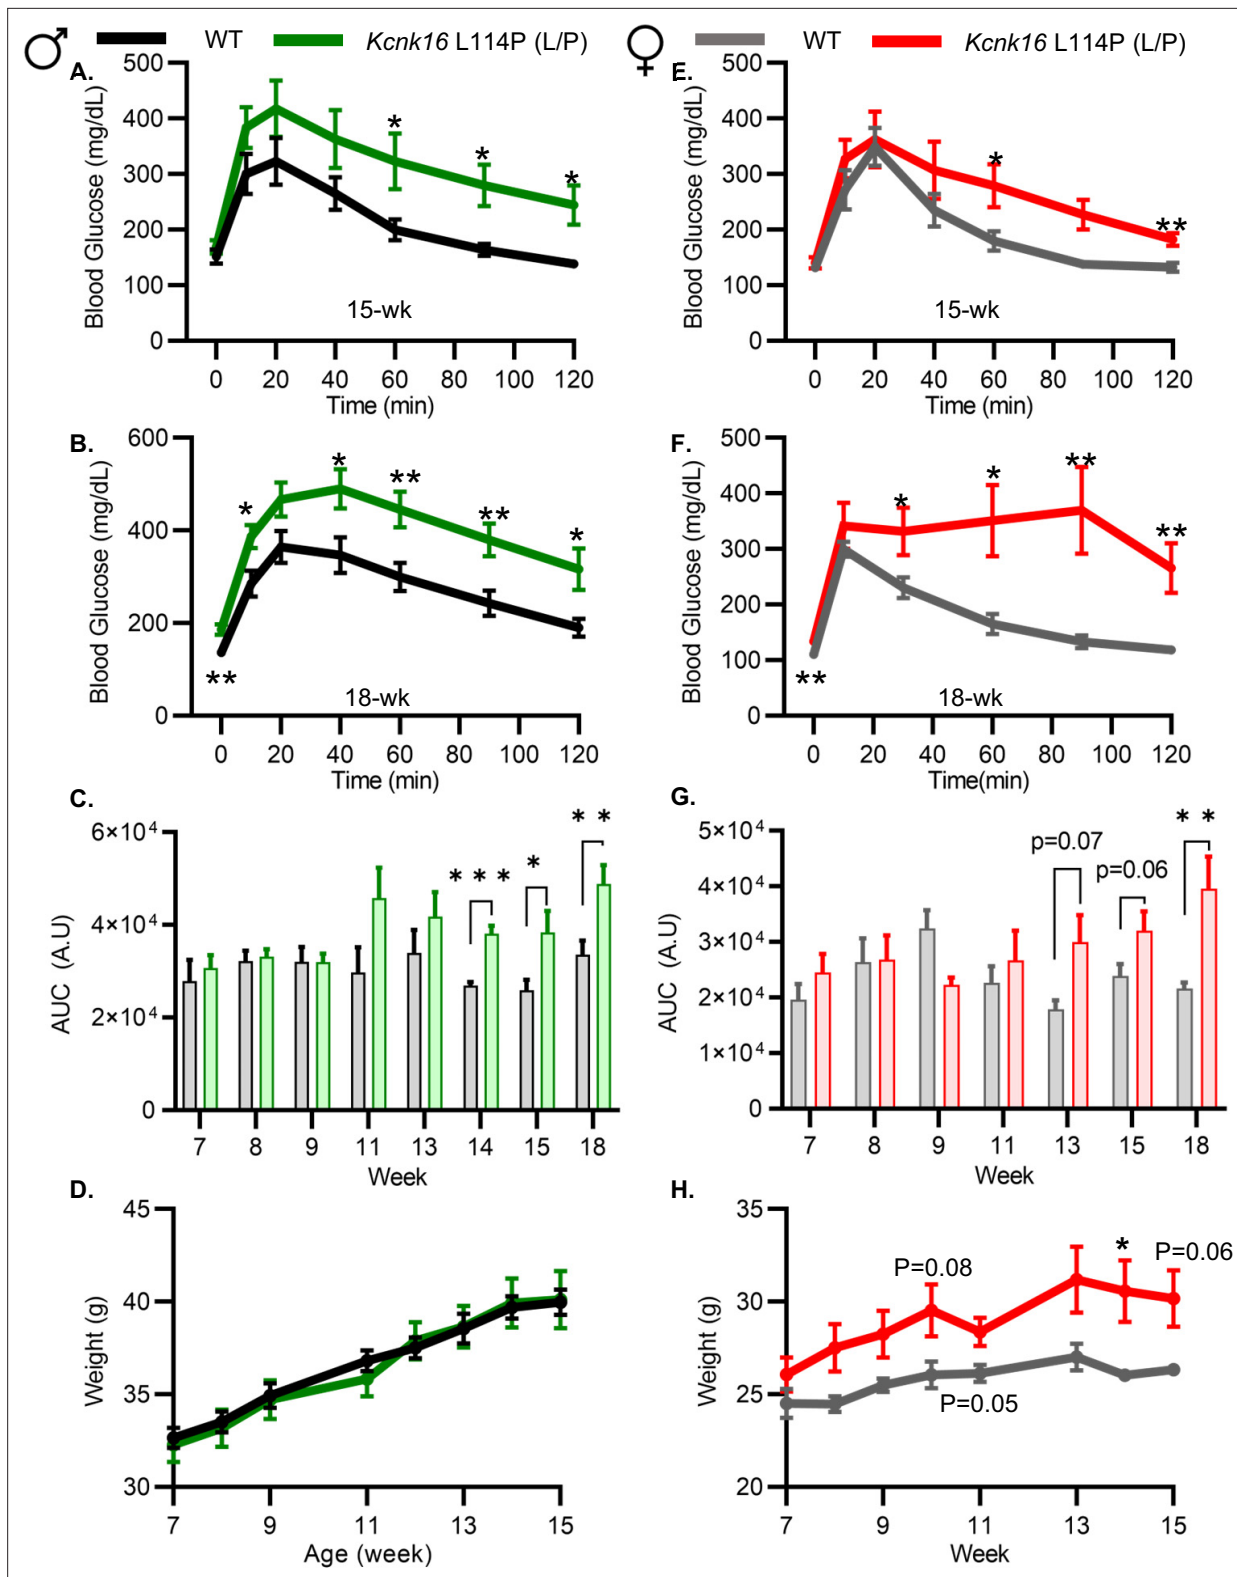 ♂ WT Kcnk16 L114P (L/P)
♀ WT Kcnk16 L114P (L/P)
A.
Blood Glucose (mg/dL)
500
400
300
200
100
0
* * *
15-wk
0 20 40 60 80 100 120
Time (min)
E.
Blood Glucose (mg/dL)
500
400
300
200
100
0
* **
15-wk
0 20 40 60 80 100 120
Time (min)
B.
Blood Glucose (mg/dL)
600
400
200
0
** * * ** ** *
18-wk
0 20 40 60 80 100 120
Time (min)
F.
Blood Glucose (mg/dL)
500
400
300
200
100
0
** * * ** **
18-wk
0 20 40 60 80 100 120
Time(min)
C.
AUC (A.U)
6×10⁴
4×10⁴
2×10⁴
0
* * * * * *
7 8 9 11 13 14 15 18
Week
G.
AUC (A.U)
5×10⁴
4×10⁴
3×10⁴
2×10⁴
1×10⁴
0
p=0.07
p=0.06
* *
7 8 9 11 13 15 18
Week
D.
Weight (g)
45
40
35
30
7 9 11 13 15
Age (week)
H.
Weight (g)
35
30
25
20
P=0.08
*
P=0.06
P=0.05
7 9 11 13 15
Week